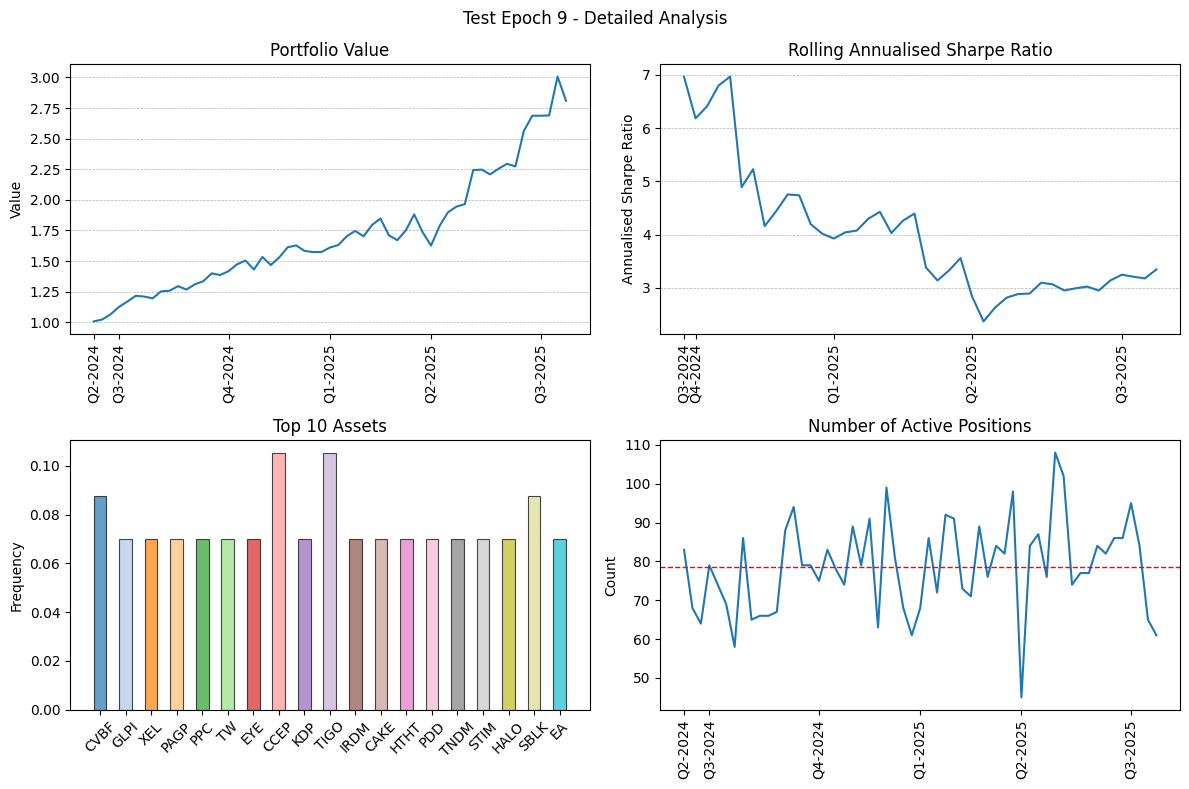 Test Epoch 9 - Detailed Analysis
Portfolio Value
Value
3.00
2.75
2.50
2.25
2.00
1.75
1.50
1.25
1.00
Q2-2024
Q3-2024
Q4-2024
Q1-2025
Q2-2025
Q3-2025
Rolling Annualised Sharpe Ratio
Annualised Sharpe Ratio
7
6
5
4
3
Q3-2024
Q4-2024
Q1-2025
Q2-2025
Q3-2025
Top 10 Assets
Frequency
0.10
0.08
0.06
0.04
0.02
0.00
CVBF
GLPI
XEL
PAGP
PPC
TW
EYE
CCEP
KDP
TIGO
IRDM
CAKE
HTHT
PDD
TNDM
STIM
HALO
SBLK
EA
Number of Active Positions
Count
110
100
90
80
70
60
50
Q2-2024
Q3-2024
Q4-2024
Q1-2025
Q2-2025
Q3-2025